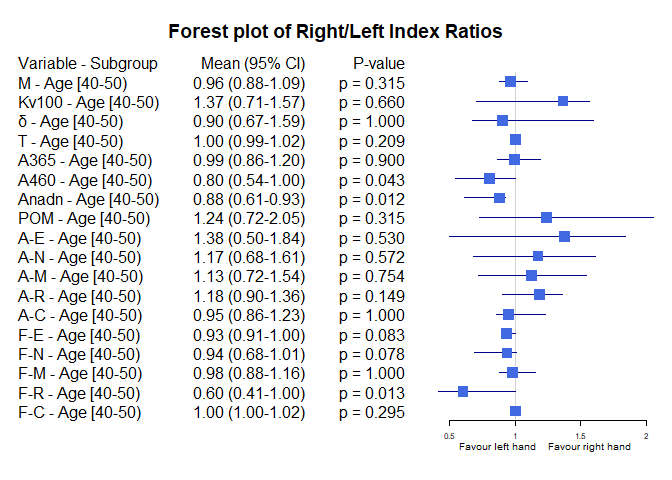 Forest plot of Right/Left Index Ratios
Variable - Subgroup Mean (95% CI) P-value
M - Age [40-50) 0.96 (0.88-1.09) p = 0.315
Kv100 - Age [40-50) 1.37 (0.71-1.57) p = 0.660
δ - Age [40-50) 0.90 (0.67-1.59) p = 1.000
T - Age [40-50) 1.00 (0.99-1.02) p = 0.209
A365 - Age [40-50) 0.99 (0.86-1.20) p = 0.900
A460 - Age [40-50) 0.80 (0.54-1.00) p = 0.043
Anadn - Age [40-50) 0.88 (0.61-0.93) p = 0.012
POM - Age [40-50) 1.24 (0.72-2.05) p = 0.315
A-E - Age [40-50) 1.38 (0.50-1.84) p = 0.530
A-N - Age [40-50) 1.17 (0.68-1.61) p = 0.572
A-M - Age [40-50) 1.13 (0.72-1.54) p = 0.754
A-R - Age [40-50) 1.18 (0.90-1.36) p = 0.149
A-C - Age [40-50) 0.95 (0.86-1.23) p = 1.000
F-E - Age [40-50) 0.93 (0.91-1.00) p = 0.083
F-N - Age [40-50) 0.94 (0.68-1.01) p = 0.078
F-M - Age [40-50) 0.98 (0.88-1.16) p = 1.000
F-R - Age [40-50) 0.60 (0.41-1.00) p = 0.013
F-C - Age [40-50) 1.00 (1.00-1.02) p = 0.295
0.5 1 1.5 2
Favour left hand Favour right hand